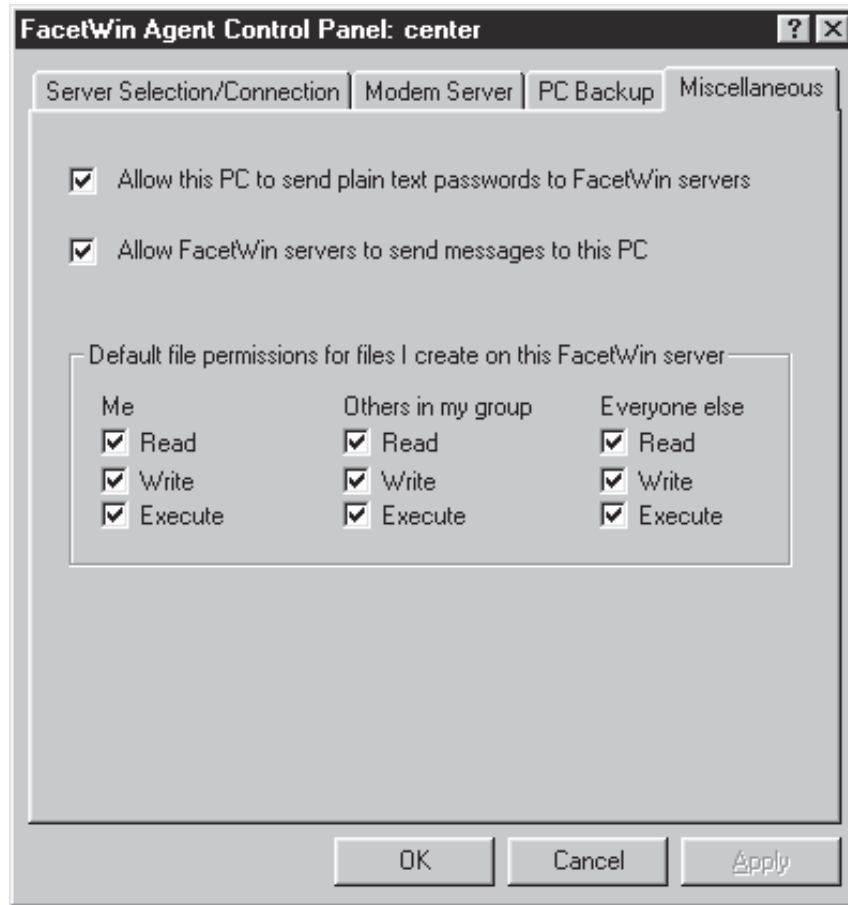 FacetWin Agent Control Panel: center
Server Selection/Connection Modem Server PC Backup Miscellaneous
Allow this PC to send plain text passwords to FacetWin servers
Allow FacetWin servers to send messages to this PC
Default file permissions for files I create on this FacetWin server
Me Others in my group Everyone else
Read Read Read
Write Write Write
Execute Execute Execute
OK Cancel Apply